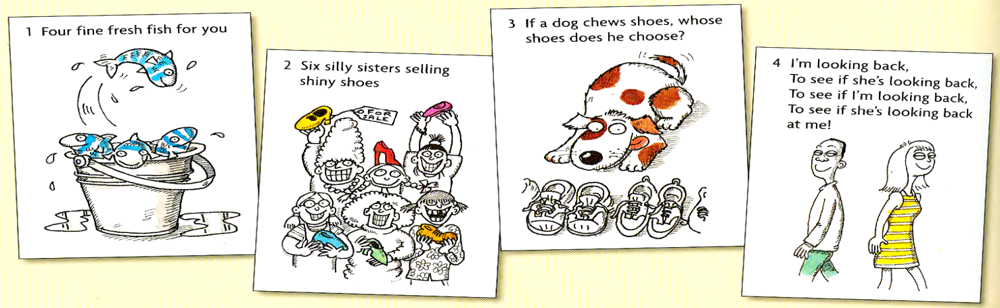 1 Four fine fresh fish for you
2 Six silly sisters selling
shiny shoes
FOR
SALE
3 If a dog chews shoes, whose
shoes does he choose?
4 I'm looking back,
To see if she's looking back,
To see if I'm looking back,
To see if she's looking back
at me!